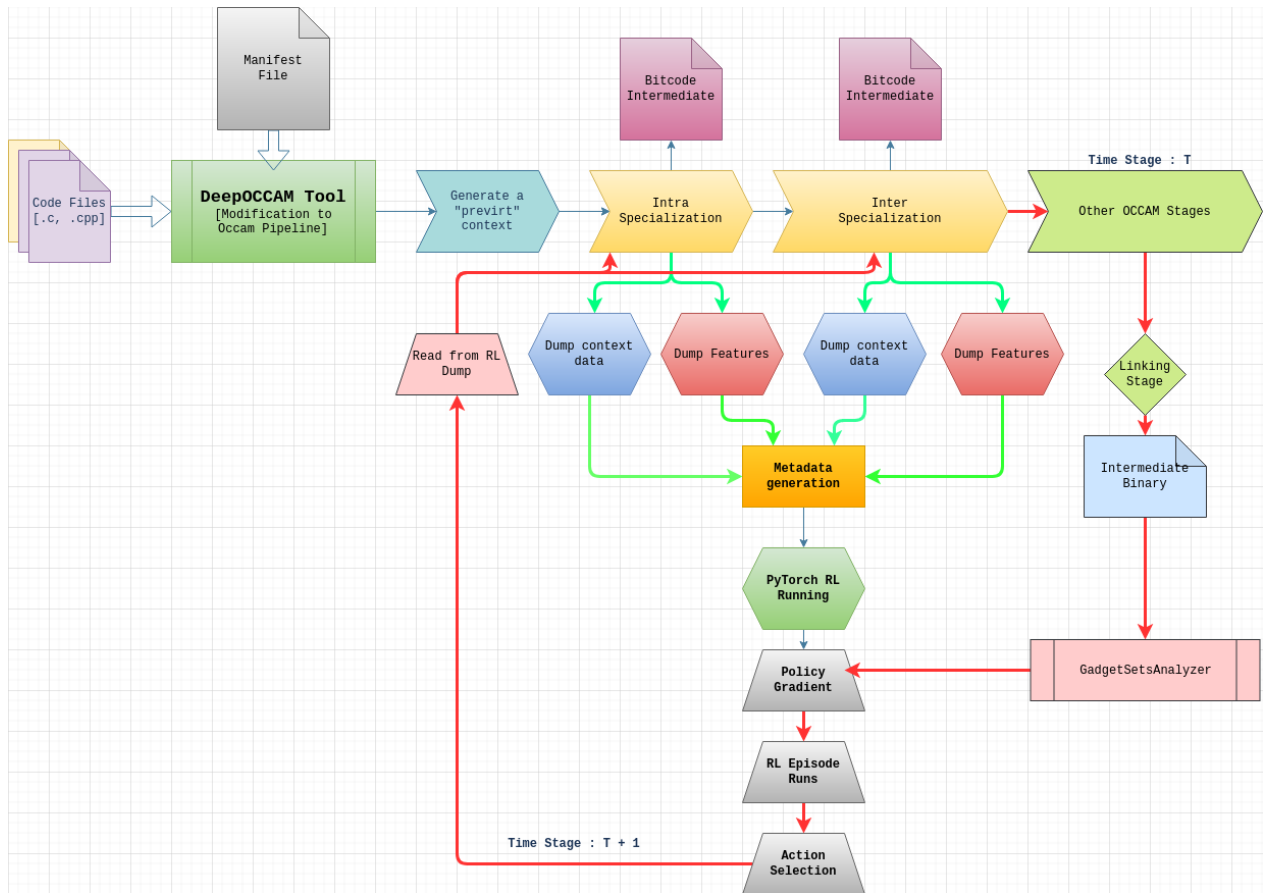 Manifest
File
Bitcode
Intermediate
Bitcode
Intermediate
Time Stage : T
Code Files
[.c, .cpp]
DeepOCCAM Tool
[Modification to
Occam Pipeline]
Generate a
"previrt"
context
Intra
Specialization
Inter
Specialization
Other OCCAM Stages
Read from RL
Dump
Dump context
data
Dump Features
Dump context
data
Dump Features
Linking
Stage
Metadata
generation
Intermediate
Binary
PyTorch RL
Running
Policy
Gradient
GadgetSetsAnalyzer
RL Episode
Runs
Time Stage : T + 1
Action
Selection